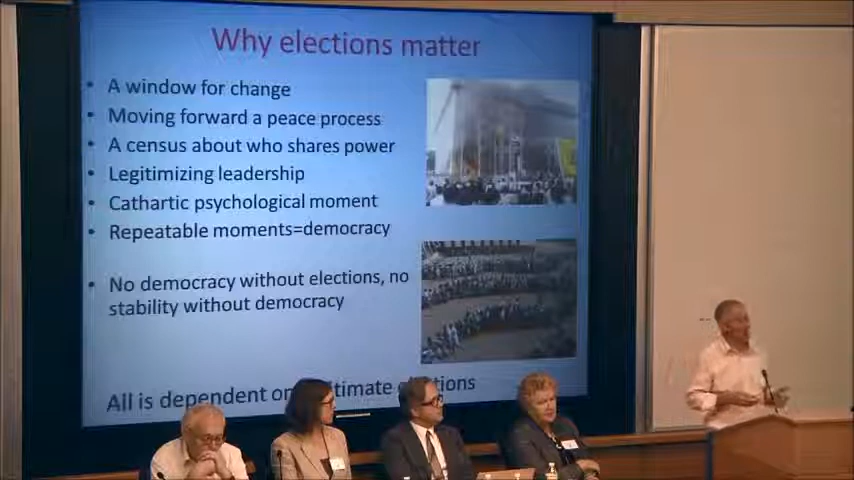 Why elections matter
• A window for change
• Moving forward a peace process
• A census about who shares power
• Legitimizing leadership
• Cathartic psychological moment
• Repeatable moments=democracy
• No democracy without elections, no
stability without democracy
All is dependent on